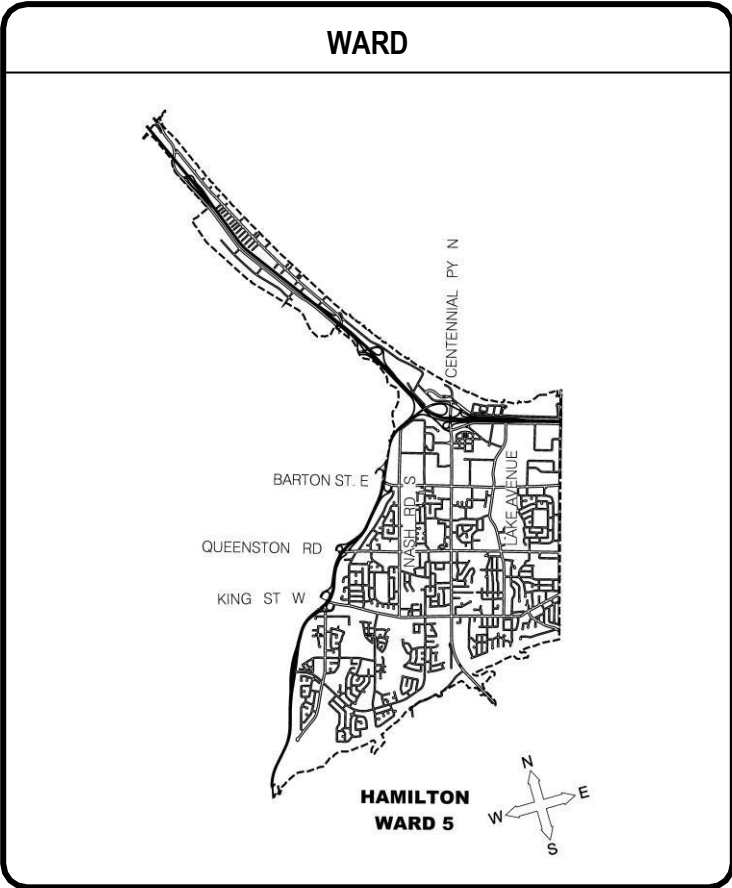 WARD
CENTENNIAL PY N
BARTON ST. E
NASH RD S
LAKE AVENUE
QUEENSTON RD
KING ST W
HAMILTON
WARD 5
N
E
W
S